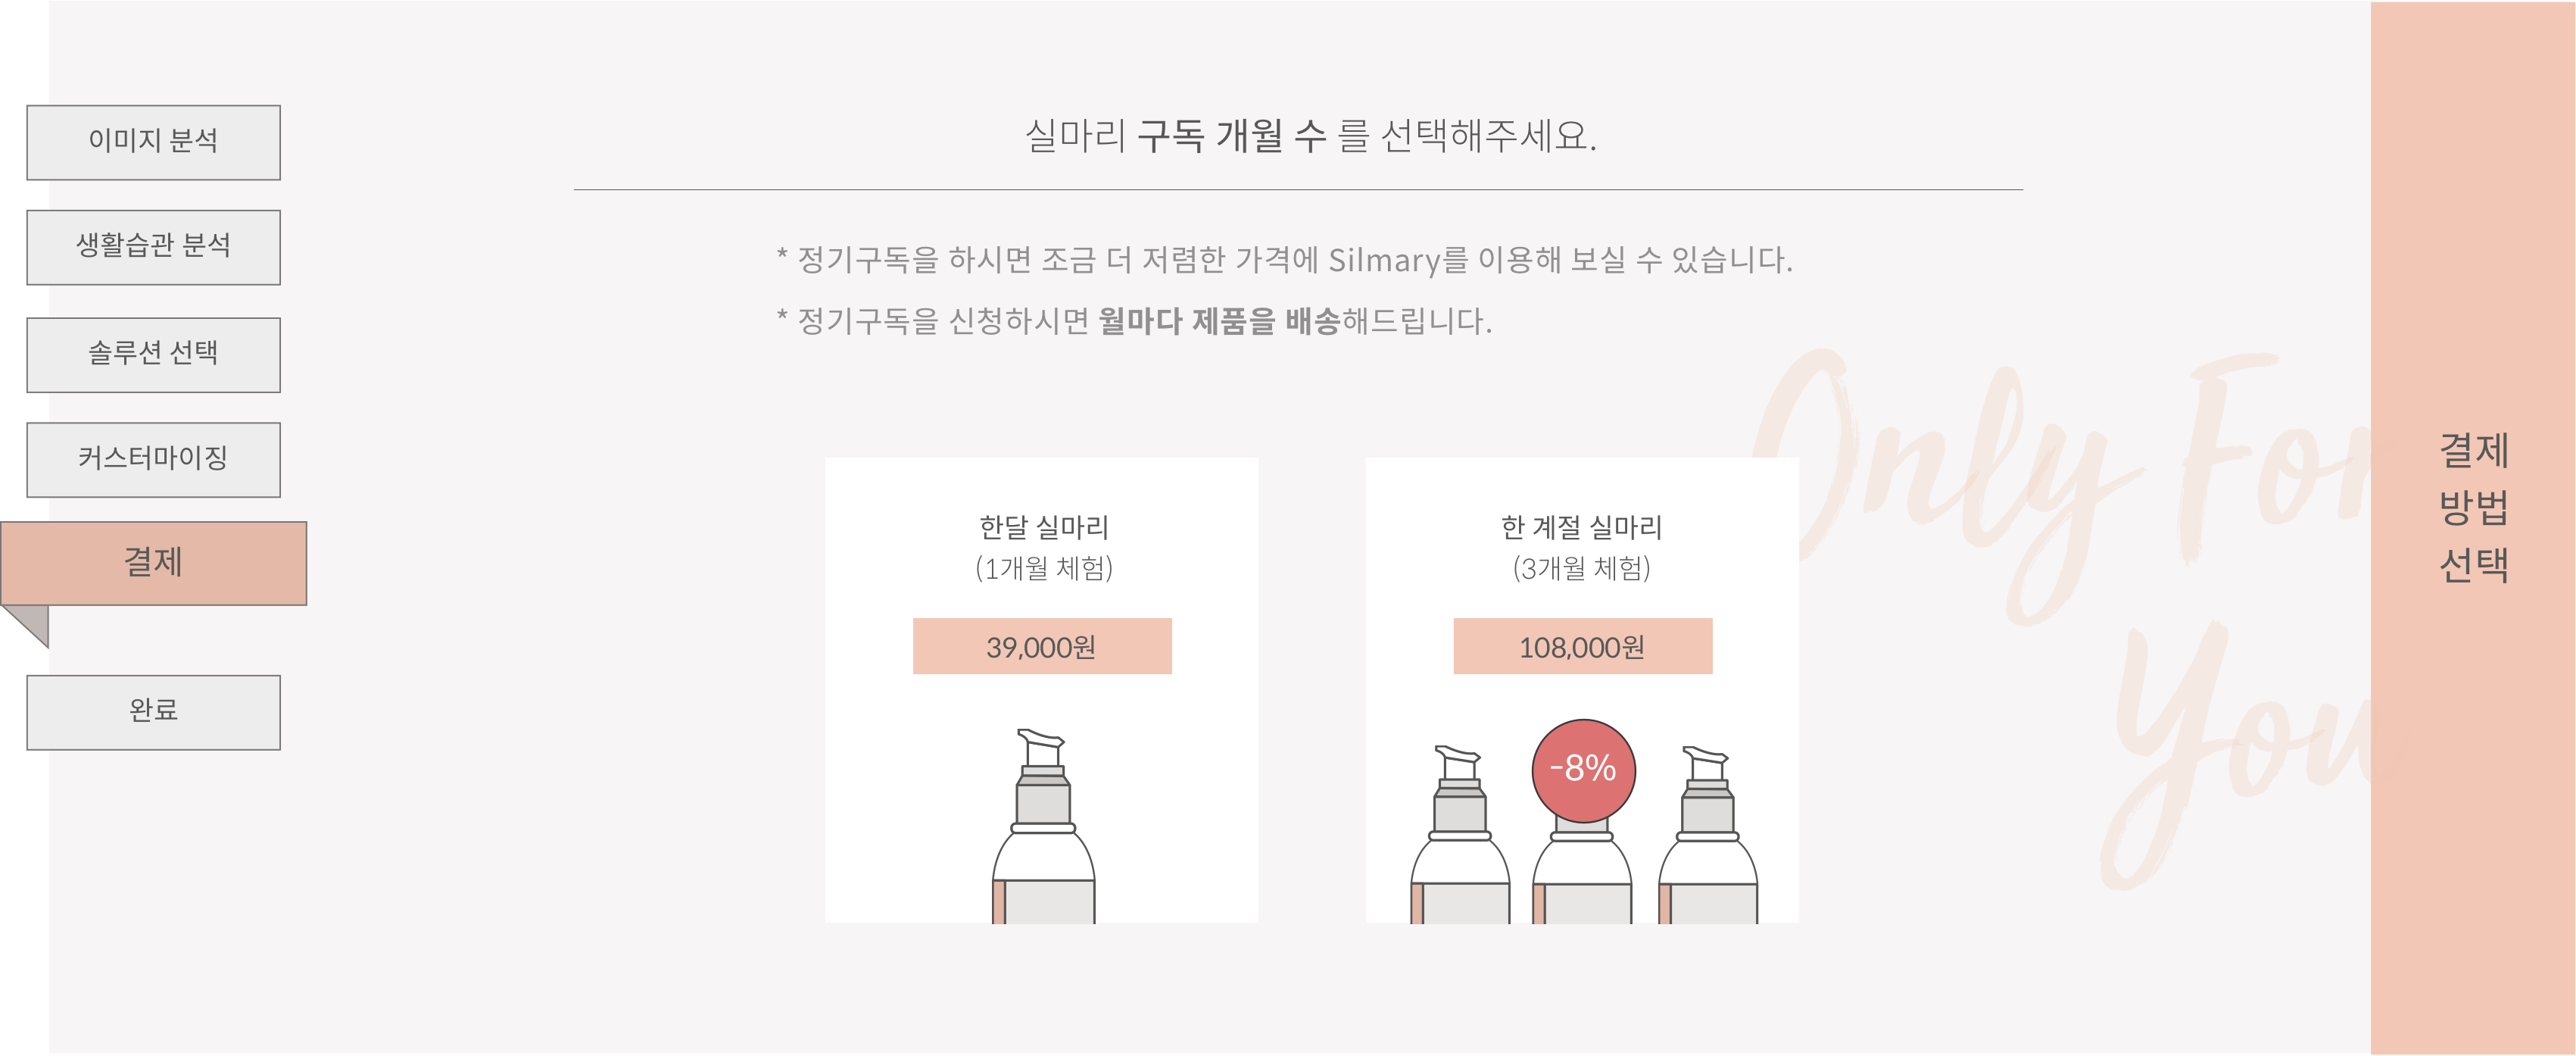 이미지 분석
생활습관 분석
솔루션 선택
커스터마이징
결제
완료
실마리 구독 개월 수 를 선택해주세요.
* 정기구독을 하시면 조금 더 저렴한 가격에 Silmary를 이용해 보실 수 있습니다.
* 정기구독을 신청하시면 월마다 제품을 배송해드립니다.
한달 실마리
(1개월 체험)
39,000원
한 계절 실마리
(3개월 체험)
108,000원
-8%
Only For
You
결제
방법
선택